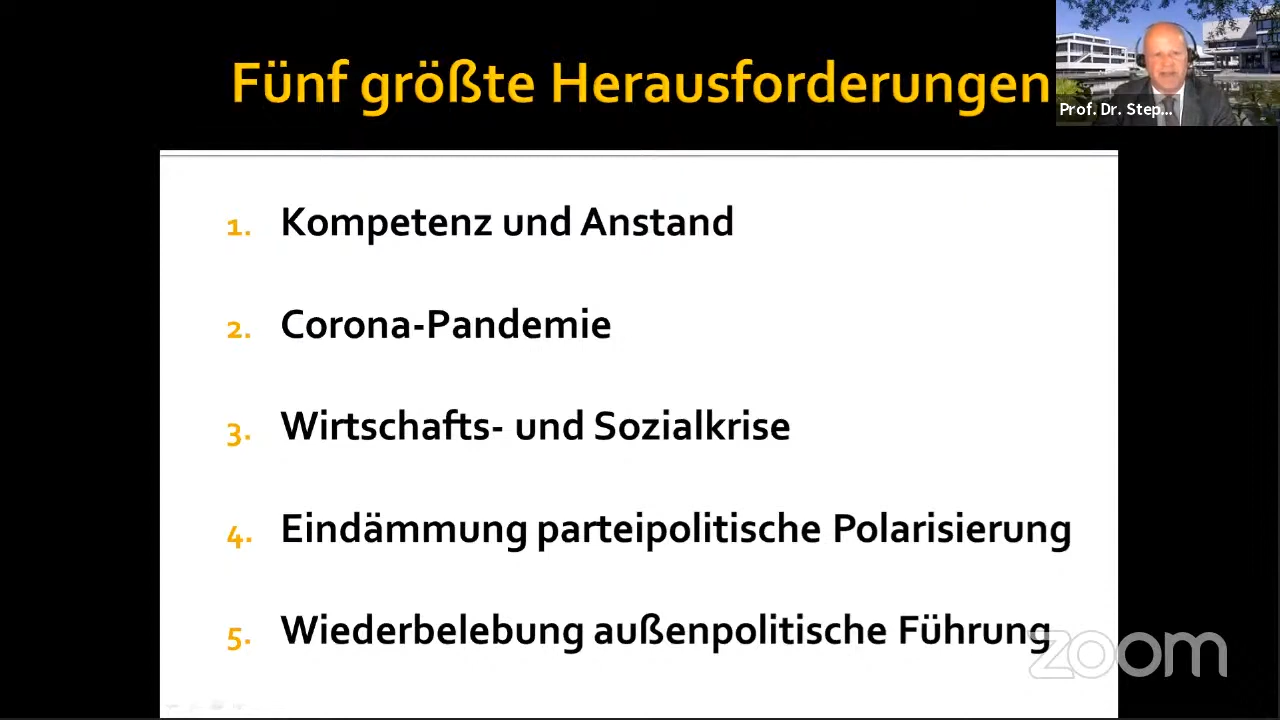 Fünf größte Herausforderungen
Prof. Dr. Step...
1. Kompetenz und Anstand
2. Corona-Pandemie
3. Wirtschafts- und Sozialkrise
4. Eindämmung parteipolitische Polarisierung
5. Wiederbelebung außenpolitische Führung
zoom